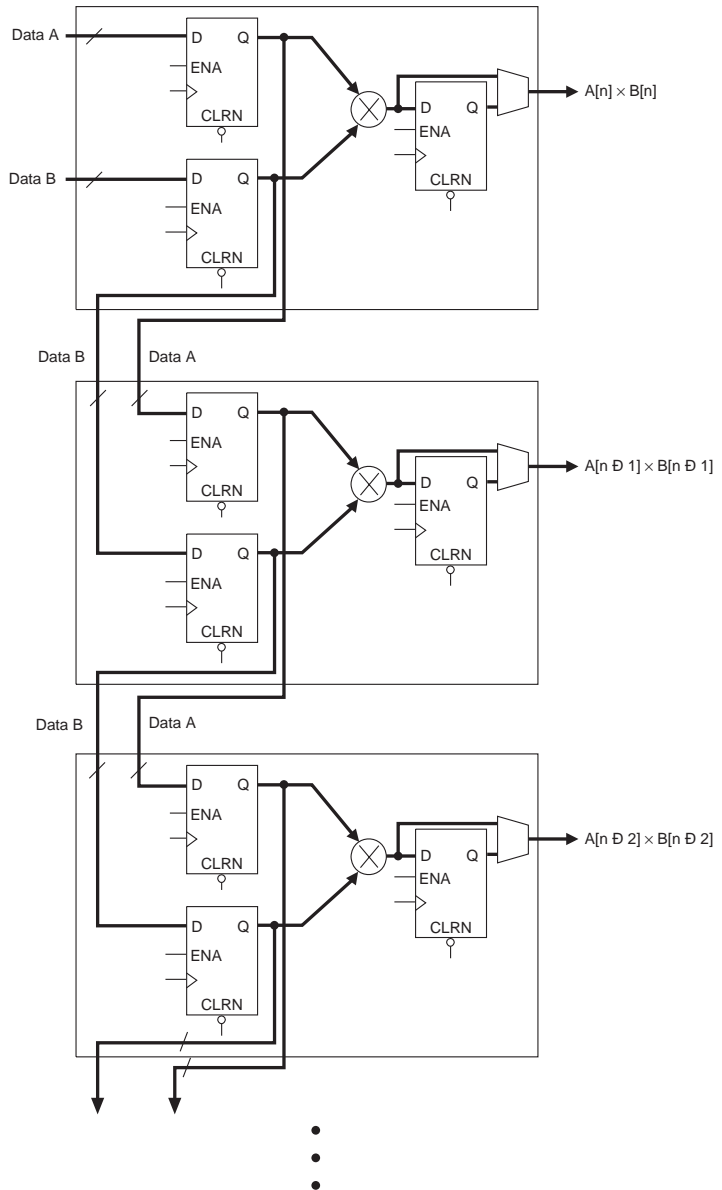 Data A
D Q
ENA
CLRN
D Q
ENA
CLRN
A[n] × B[n]
Data B
D Q
ENA
CLRN
Data B
Data A
D Q
ENA
CLRN
D Q
ENA
CLRN
A[n Ð 1] × B[n Ð 1]
D Q
ENA
CLRN
Data B
Data A
D Q
ENA
CLRN
D Q
ENA
CLRN
A[n Ð 2] × B[n Ð 2]
D Q
ENA
CLRN